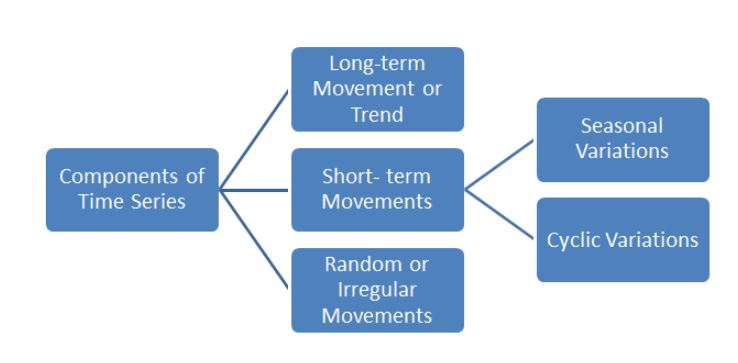 Components of
Time Series
Long-term
Movement or
Trend
Short- term
Movements
Random or
Irregular
Movements
Seasonal
Variations
Cyclic Variations